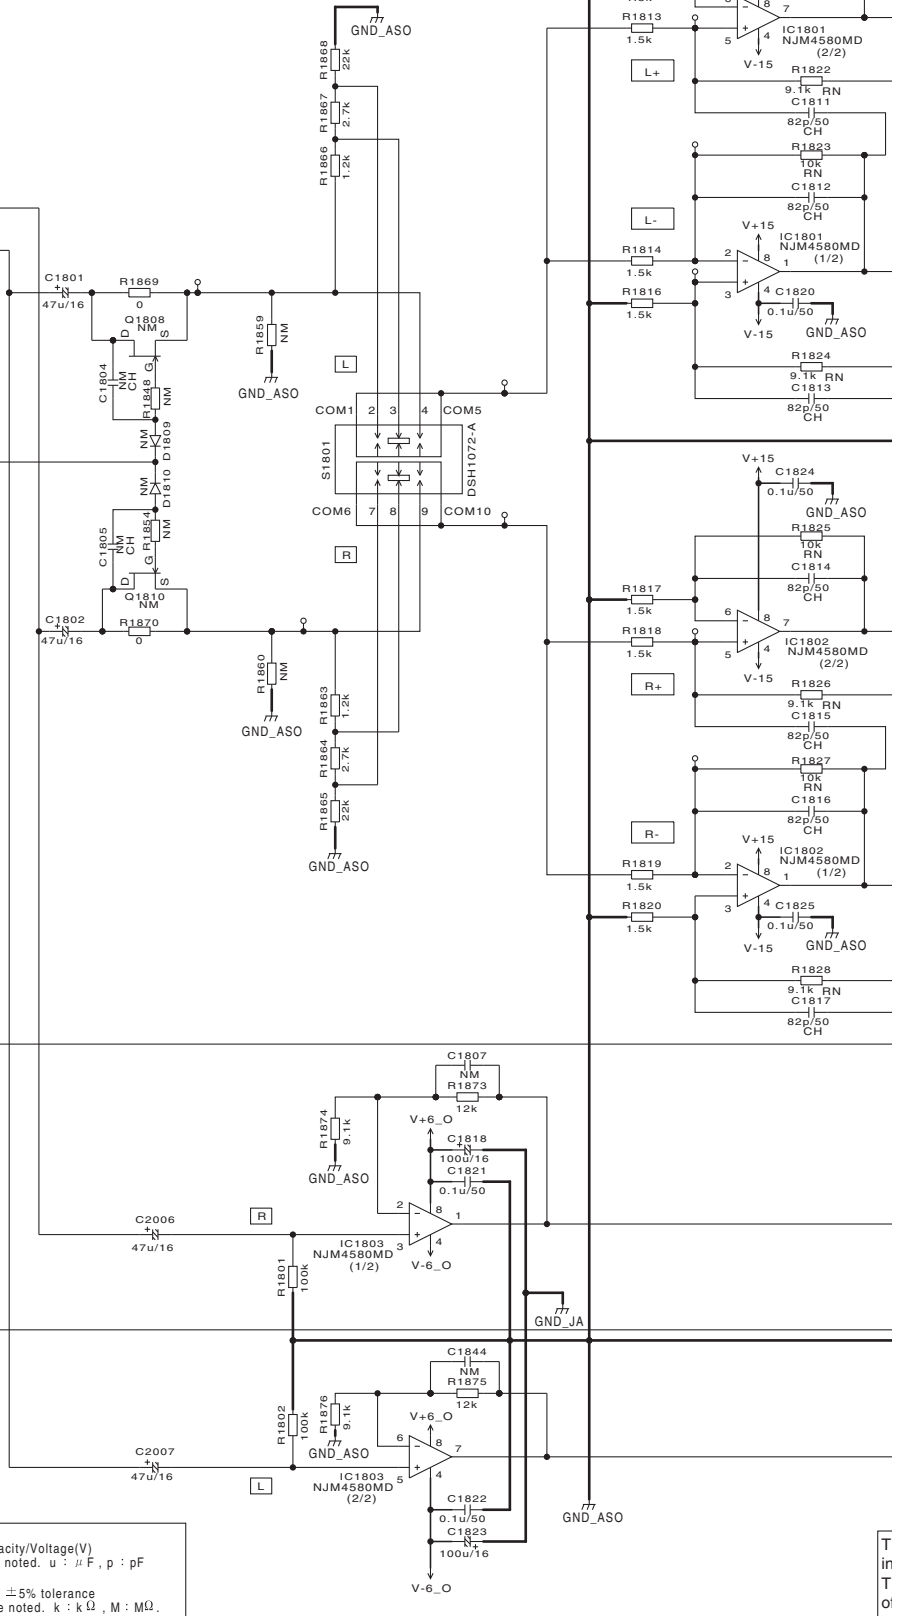 GND_ASO
R1868
22k
R1867
2.7k
R1866
1.2k
R1813
1.5k
5
+
8
7
4
IC1801
NJM4580MD
(2/2)
V-15
L+
R1822
9.1k RN
C1811
82p/50
CH
R1823
10k
RN
C1812
82p/50
CH
L-
V+15
IC1801
NJM4580MD
(1/2)
R1814
1.5k
2
-
8
1
R1816
1.5k
3
+
4
C1820
0.1u/50
GND_ASO
V-15
R1824
9.1k RN
C1813
82p/50
CH
C1801
+
47u/16
R1869
0
Q1808
NM
D
S
G
C1804
NM
CH
R1848
NM
NM
D1809
NM
D1810
C1805
NM
CH
R1854
NM
G
D
S
Q1810
NM
C1802
+
47u/16
R1870
0
R1859
NM
GND_ASO
L
COM1 2 3 4 COM5
S1801
DSH1072-A
COM6 7 8 9 COM10
R
R1860
NM
GND_ASO
R1863
1.2k
R1864
2.7k
R1865
22k
GND_ASO
V+15
C1824
0.1u/50
GND_ASO
R1825
10k
RN
C1814
82p/50
CH
R1817
1.5k
6
-
8
7
R1818
1.5k
5
+
4
IC1802
NJM4580MD
(2/2)
V-15
R+
R1826
9.1k RN
C1815
82p/50
CH
R1827
10k
RN
C1816
82p/50
CH
R-
V+15
IC1802
NJM4580MD
(1/2)
R1819
1.5k
2
-
8
1
R1820
1.5k
3
+
4
C1825
0.1u/50
GND_ASO
V-15
R1828
9.1k RN
C1817
82p/50
CH
C1807
NM
R1873
12k
R1874
9.1k
GND_ASO
V+6_O
C1818
+
100u/16
C1821
0.1u/50
2
-
8
1
3
+
4
IC1803
NJM4580MD
(1/2)
V-6_O
C2006
+
47u/16
R
R1801
100k
GND_JA
C1844
NM
R1875
12k
R1876
9.1k
GND_ASO
V+6_O
R1802
100k
6
-
8
7
5
+
4
IC1803
NJM4580MD
(2/2)
C2007
+
47u/16
L
C1822
0.1u/50
C1823
+
100u/16
V-6_O
GND_ASO
acity/Voltage(V)
noted. u : μF , p : pF
±5% tolerance
e noted. k : kΩ , M : MΩ .
T
in
T
of